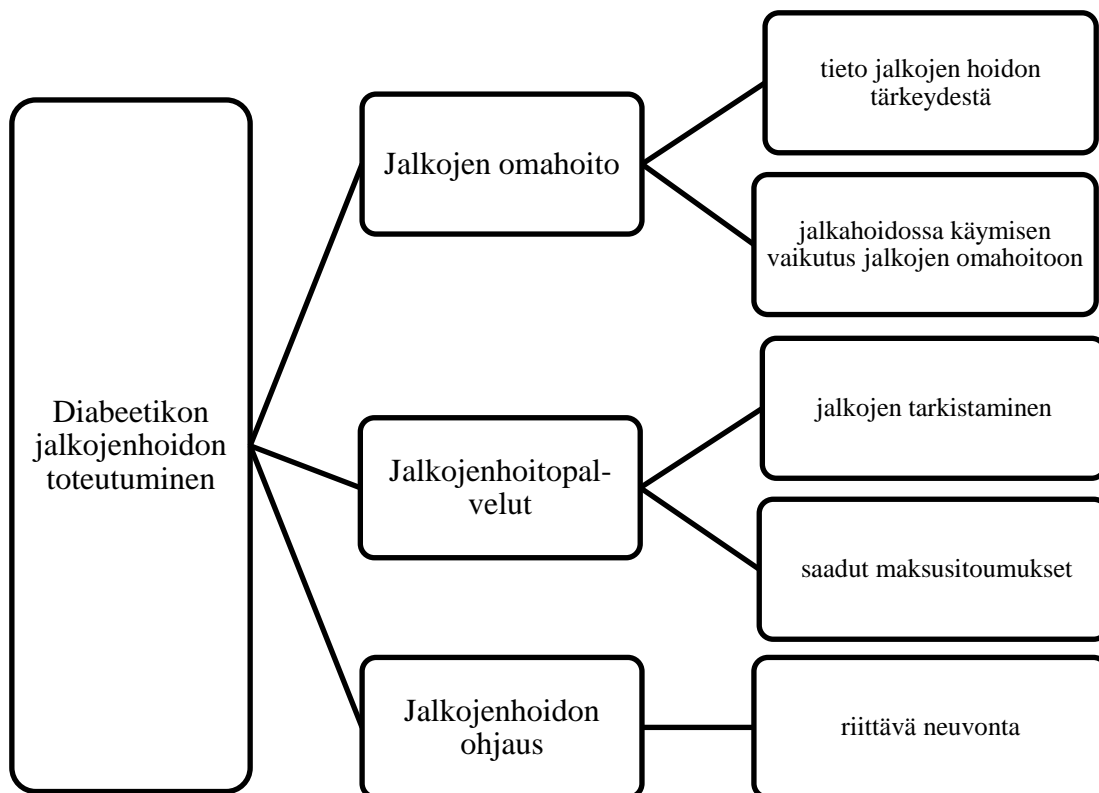 Diabeetikon
jalkojenhoidon
toteutuminen
Jalkojen omahoito
tieto jalkojen hoidon
tärkeydestä
jalkahoidossa käymisen
vaikutus jalkojen omahoitoon
Jalkojenhoitopal-
velut
jalkojen tarkistaminen
saadut maksusitoumukset
Jalkojenhoidon
ohjaus
riittävä neuvonta